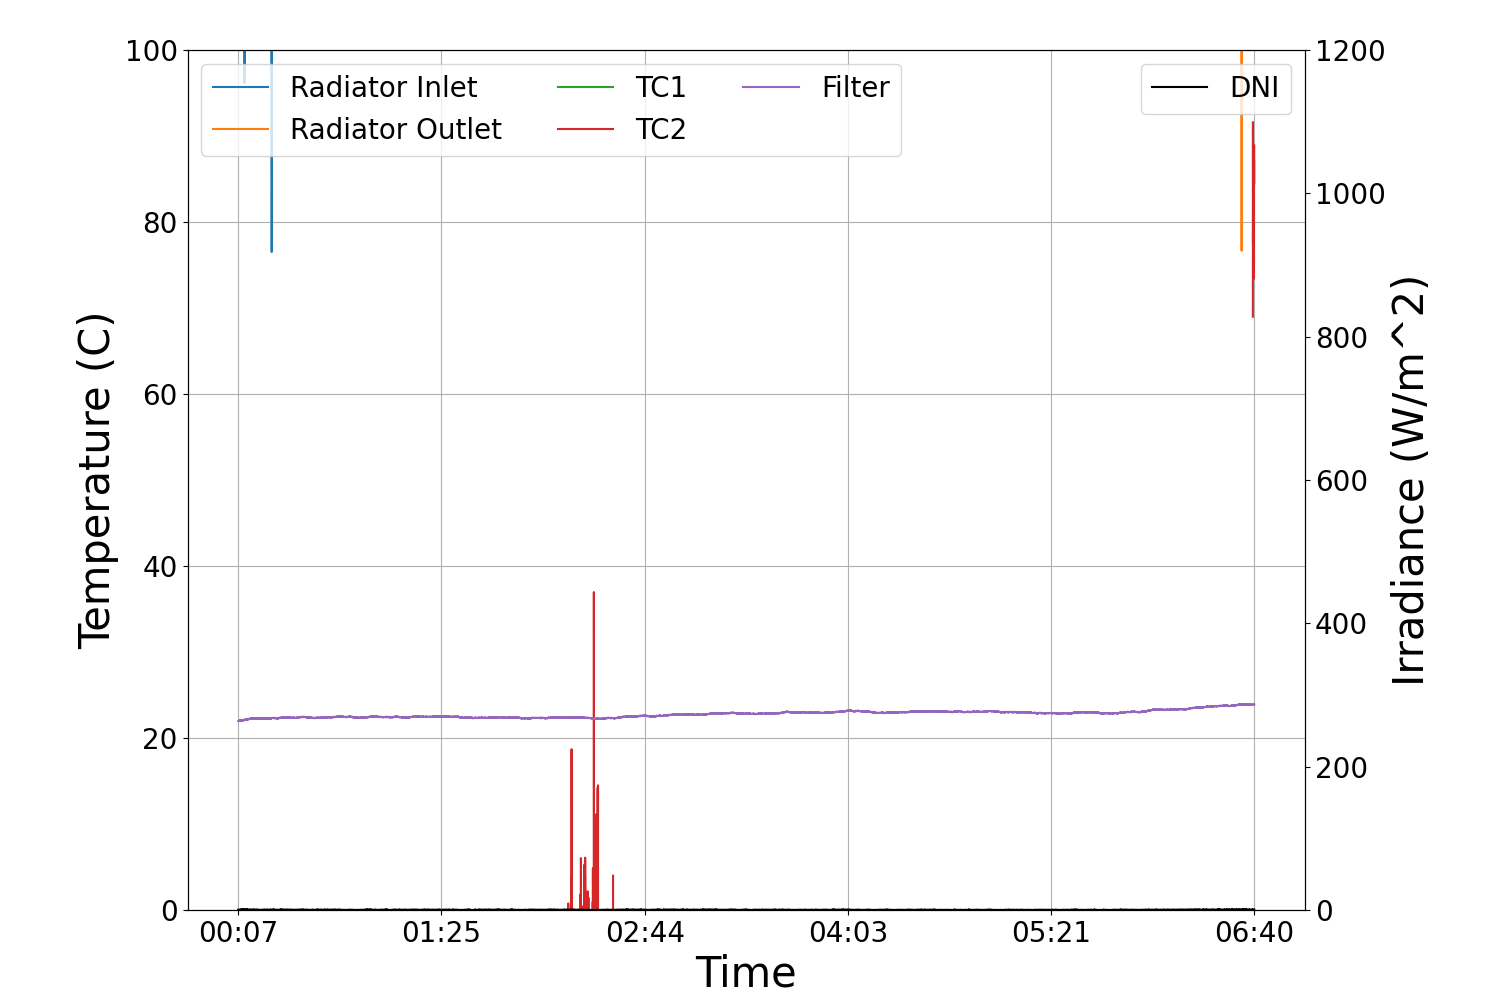 100
80
60
40
20
0
Temperature (C)
Radiator Inlet
Radiator Outlet
TC1
TC2
Filter
DNI
1200
1000
800
600
400
200
0
Irradiance (W/m^2)
00:07 01:25 02:44 04:03 05:21 06:40
Time